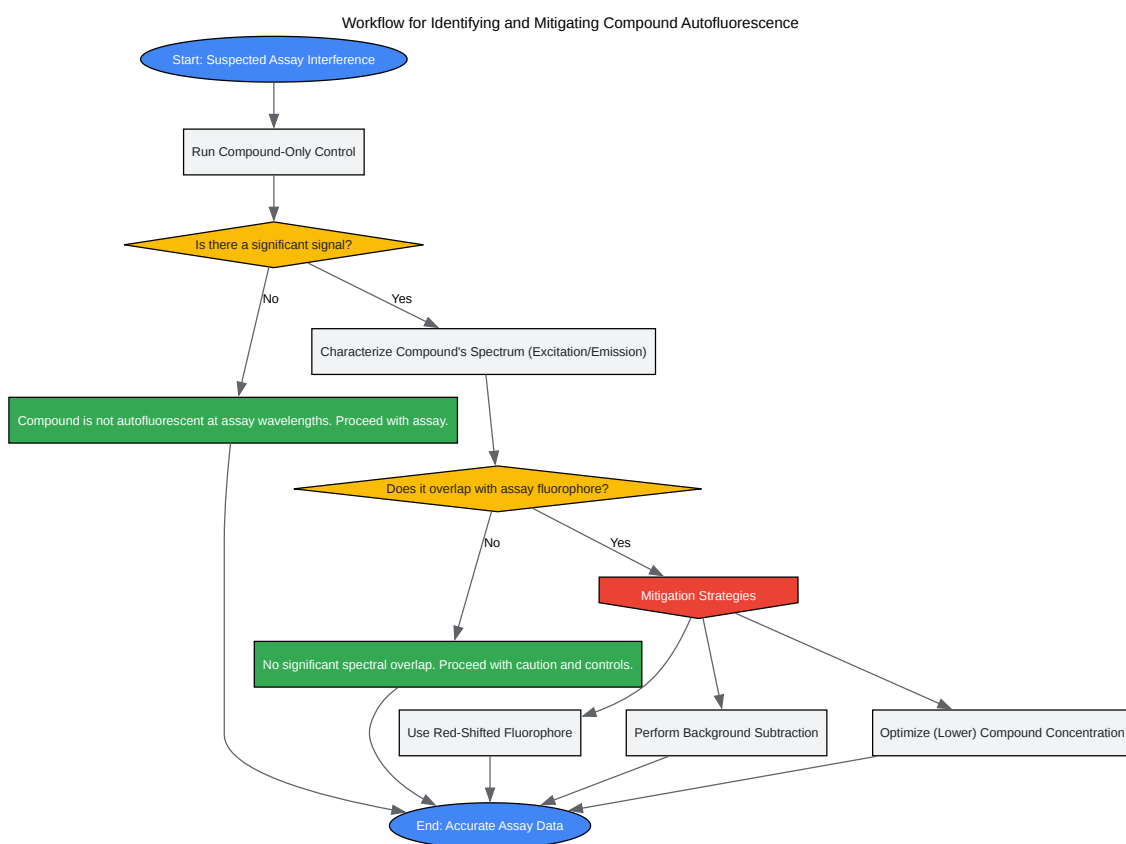 Workflow for Identifying and Mitigating Compound Autofluorescence
Start: Suspected Assay Interference
Run Compound-Only Control
Is there a significant signal?
No
Yes
Characterize Compound's Spectrum (Excitation/Emission)
Compound is not autofluorescent at assay wavelengths. Proceed with assay.
Does it overlap with assay fluorophore?
No
Yes
Mitigation Strategies
No significant spectral overlap. Proceed with caution and controls.
Use Red-Shifted Fluorophore
Perform Background Subtraction
Optimize (Lower) Compound Concentration
End: Accurate Assay Data